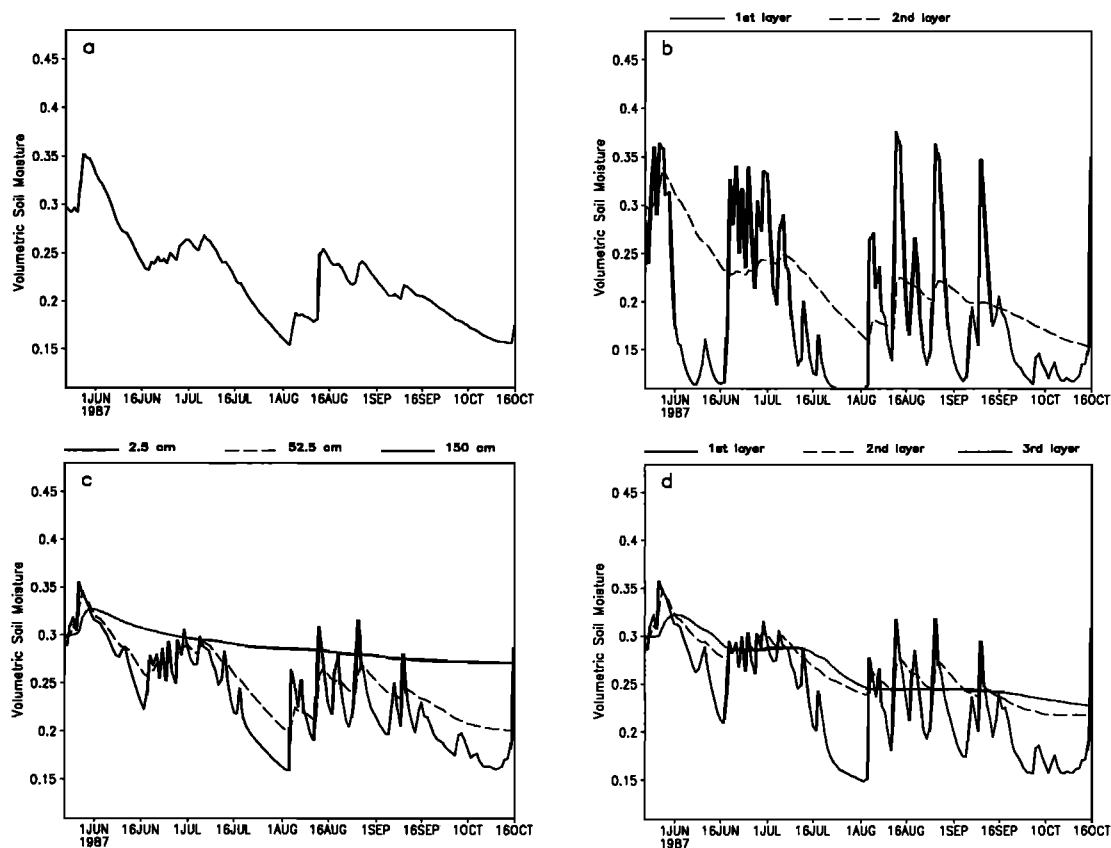 1st layer 2nd layer
a
Volumetric Soil Moisture
0.45
0.4
0.35
0.3
0.25
0.2
0.15
1JUN 16JUN 1JUL 16JUL 1AUG 16AUG 1SEP 16SEP 1OCT 16OCT
1987
b
Volumetric Soil Moisture
0.45
0.4
0.35
0.3
0.25
0.2
0.15
1JUN 16JUN 1JUL 16JUL 1AUG 16AUG 1SEP 16SEP 1OCT 16OCT
1987
2.5 cm 52.5 cm 150 cm
c
Volumetric Soil Moisture
0.45
0.4
0.35
0.3
0.25
0.2
0.15
1JUN 16JUN 1JUL 16JUL 1AUG 16AUG 1SEP 16SEP 1OCT 16OCT
1987
1st layer 2nd layer 3rd layer
d
Volumetric Soil Moisture
0.45
0.4
0.35
0.3
0.25
0.2
0.15
1JUN 16JUN 1JUL 16JUL 1AUG 16AUG 1SEP 16SEP 1OCT 16OCT
1987